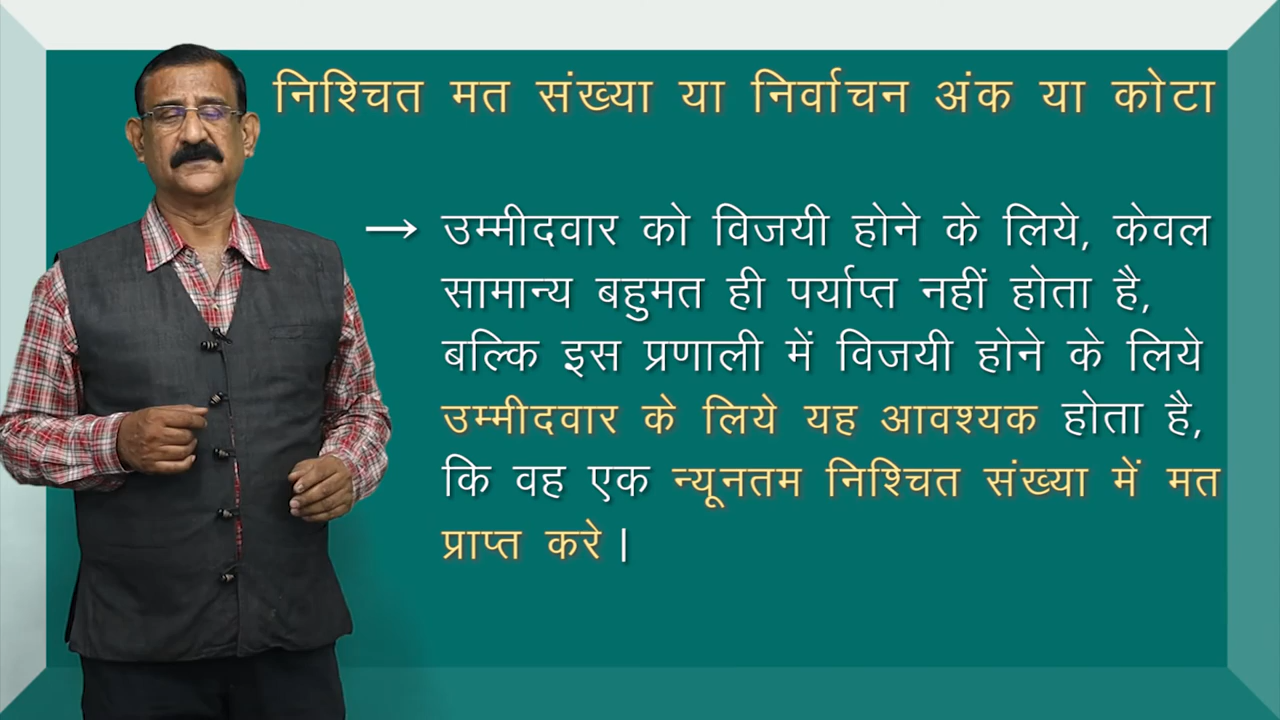 निश्चित मत संख्या या निर्वाचन अंक या कोटा
→ उम्मीदवार को विजयी होने के लिये, केवल
सामान्य बहुमत ही पर्याप्त नहीं होता है,
बल्कि इस प्रणाली में विजयी होने के लिये
उम्मीदवार के लिये यह आवश्यक होता है,
कि वह एक न्यूनतम निश्चित संख्या में मत
प्राप्त करे।